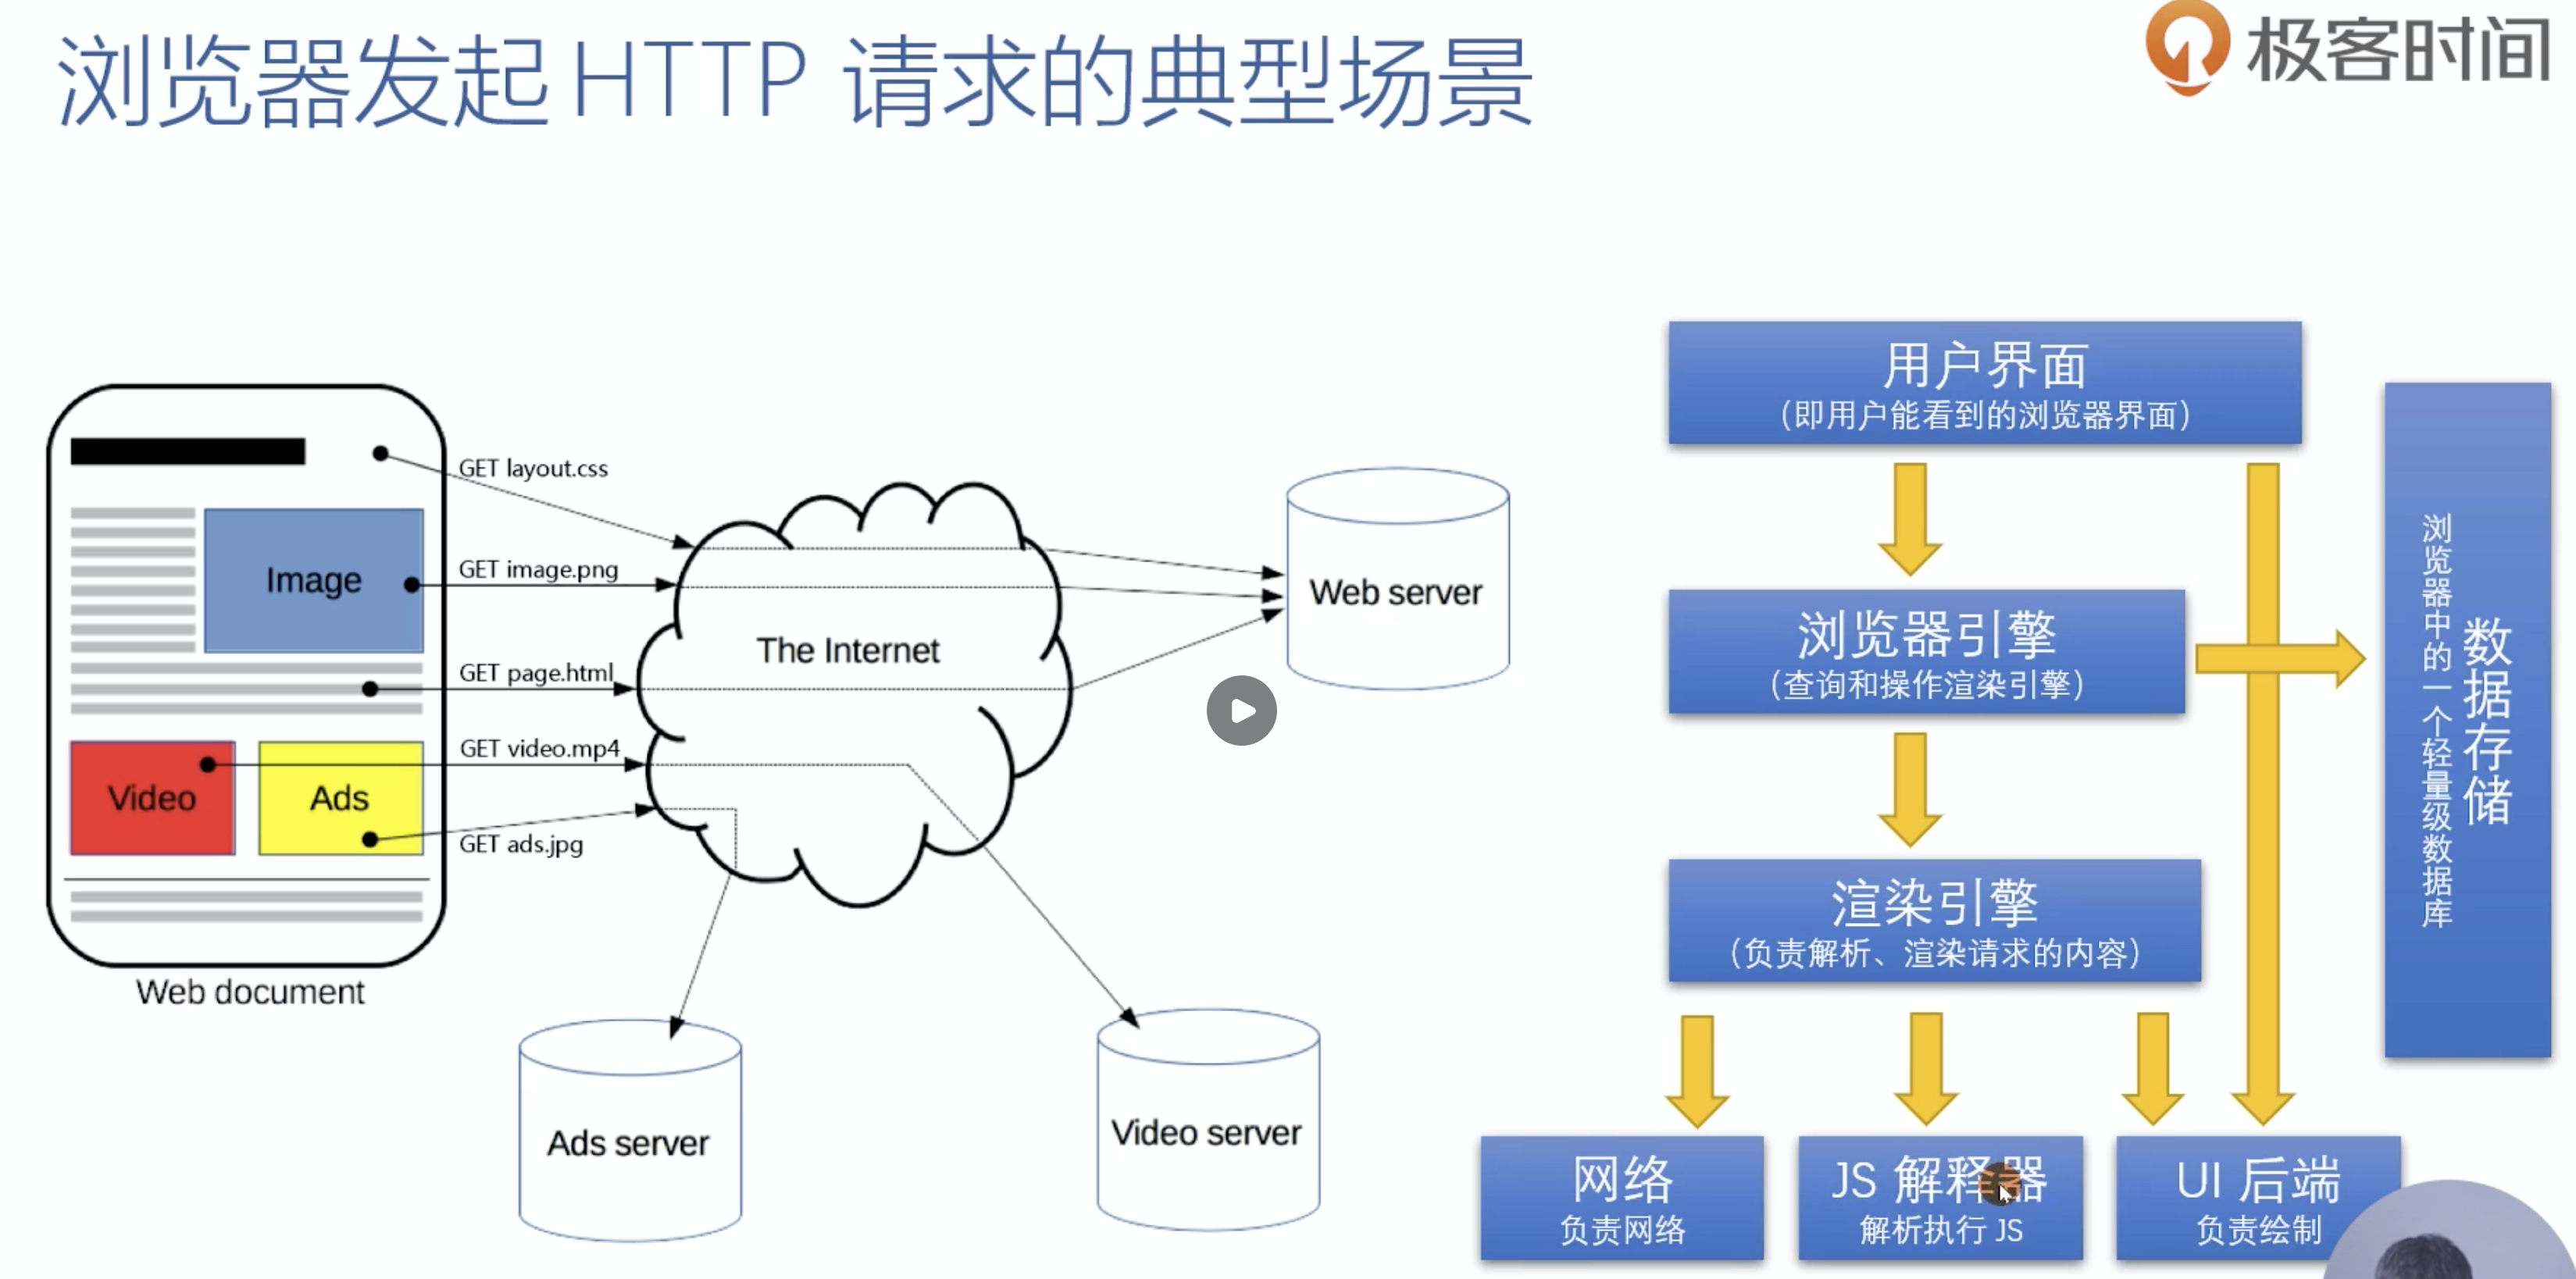 浏览器发起 HTTP 请求的典型场景
极客时间
GET layout.css
Image
GET image.png
GET page.html
GET video.mp4
Video
Ads
GET ads.jpg
Web document
The Internet
Web server
Ads server
Video server
用户界面
（即用户能看到的浏览器界面）
浏览器引擎
（查询和操作渲染引擎）
渲染引擎
（负责解析、渲染请求的内容）
网络
负责网络
JS 解释器
解析执行 JS
UI 后端
负责绘制
数据存储
浏览器中的一个轻量级数据库